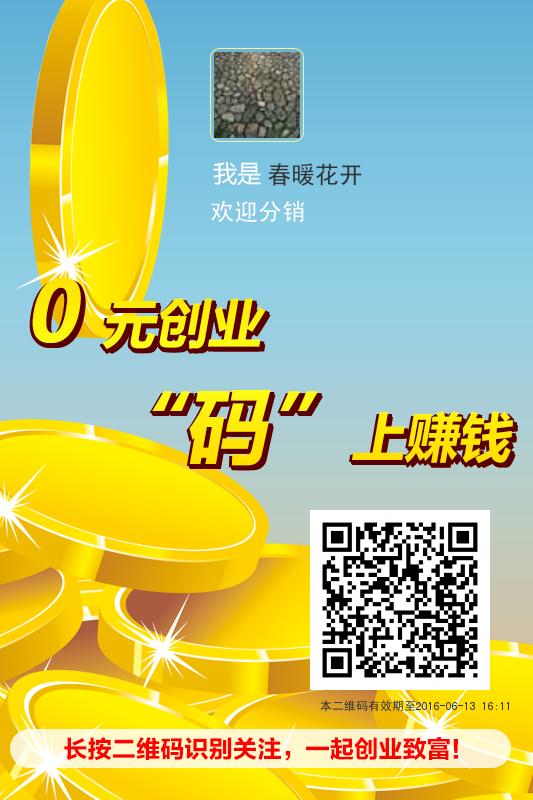 我是 春暖花开
欢迎分销
0 元创业
“码” 上赚钱
本二维码有效期至2016-06-13 16:11
长按二维码识别关注，一起创业致富!